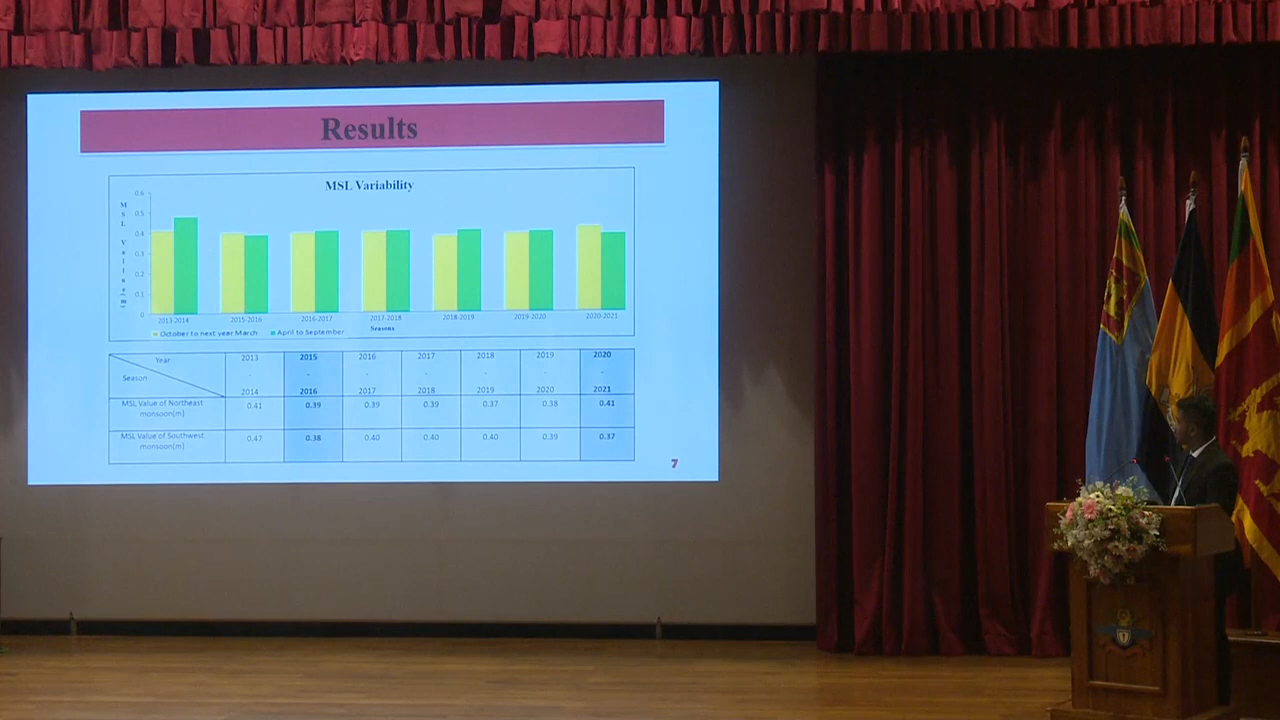 Results
MSL Variability
MSL Value(m)
0.6
0.5
0.4
0.3
0.2
0.1
0
2013-2014 2015-2016 2016-2017 2017-2018 2018-2019 2019-2020 2020-2021
Seasons
October to next year March April to September
Year 2013 - 2014 2015 - 2016 2016 - 2017 2017 - 2018 2018 - 2019 2019 - 2020 2020 - 2021
Season
MSL Value of Northeast monsoon(m) 0.41 0.39 0.39 0.39 0.37 0.38 0.41
MSL Value of Southwest monsoon(m) 0.47 0.38 0.40 0.40 0.40 0.39 0.37
7